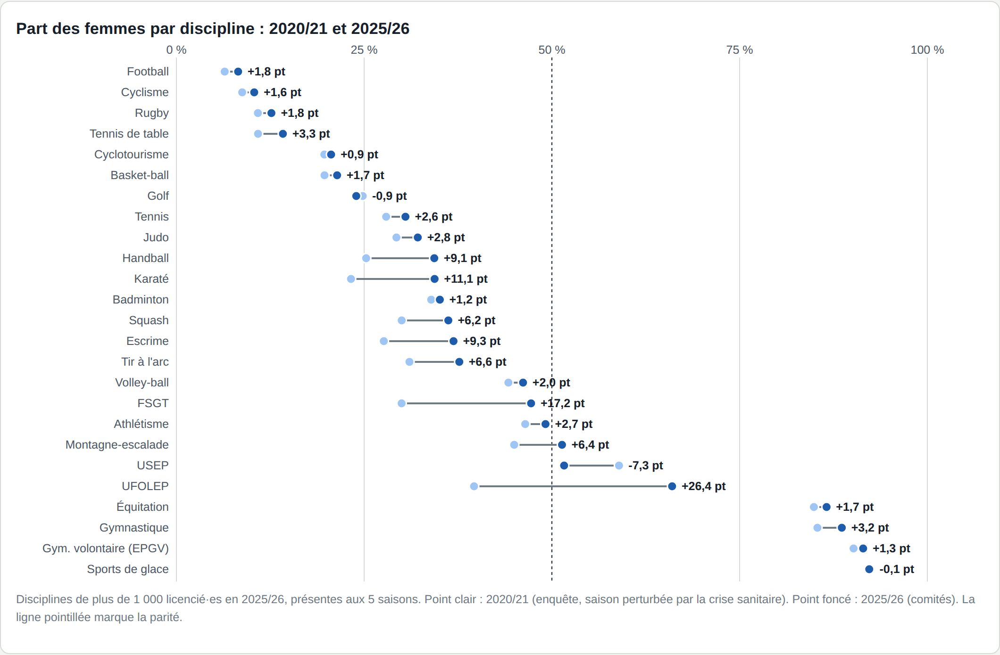 Part des femmes par discipline : 2020/21 et 2025/26
0 % 25 % 50 % 75 % 100 %
Football +1,8 pt
Cyclisme +1,6 pt
Rugby +1,8 pt
Tennis de table +3,3 pt
Cyclotourisme +0,9 pt
Basket-ball +1,7 pt
Golf -0,9 pt
Tennis +2,6 pt
Judo +2,8 pt
Handball +9,1 pt
Karaté +11,1 pt
Badminton +1,2 pt
Squash +6,2 pt
Escrime +9,3 pt
Tir à l'arc +6,6 pt
Volley-ball +2,0 pt
FSGT +17,2 pt
Athlétisme +2,7 pt
Montagne-escalade +6,4 pt
USEP -7,3 pt
UFOLEP +26,4 pt
Équitation +1,7 pt
Gymnastique +3,2 pt
Gym. volontaire (EPGV) +1,3 pt
Sports de glace -0,1 pt
Disciplines de plus de 1 000 licencié·es en 2025/26, présentes aux 5 saisons. Point clair : 2020/21 (enquête, saison perturbée par la crise sanitaire). Point foncé : 2025/26 (comités). La
ligne pointillée marque la parité.